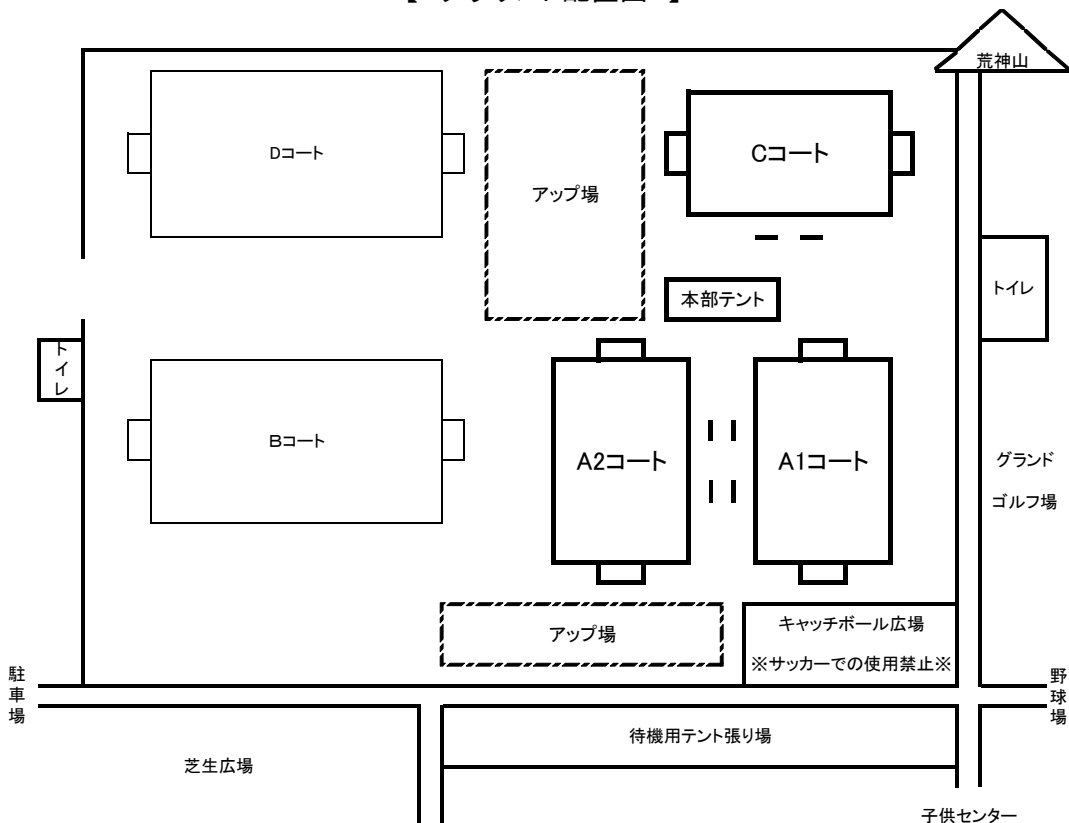 荒神山
Dコート
アップ場
Cコート
本部テント
トイレ
トイレ
Bコート
A2コート
A1コート
グランド
ゴルフ場
アップ場
キャッチボール広場
※サッカーでの使用禁止※
駐車場
野球場
待機用テント張り場
芝生広場
子供センター